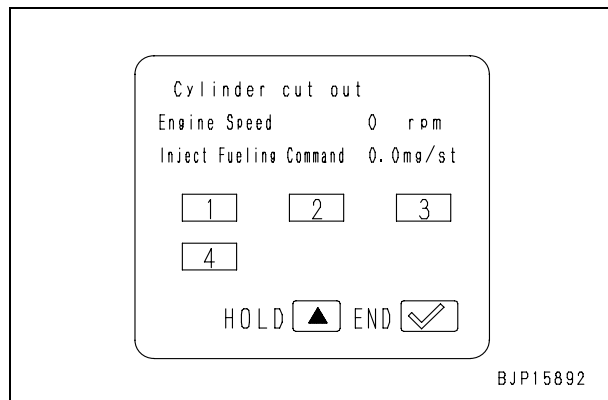 Cylinder cut out
Engine Speed 0 rpm
Inject Fueling Command 0.0mg/st
1 2 3
4
HOLD ▲ END ✓
BJP15892